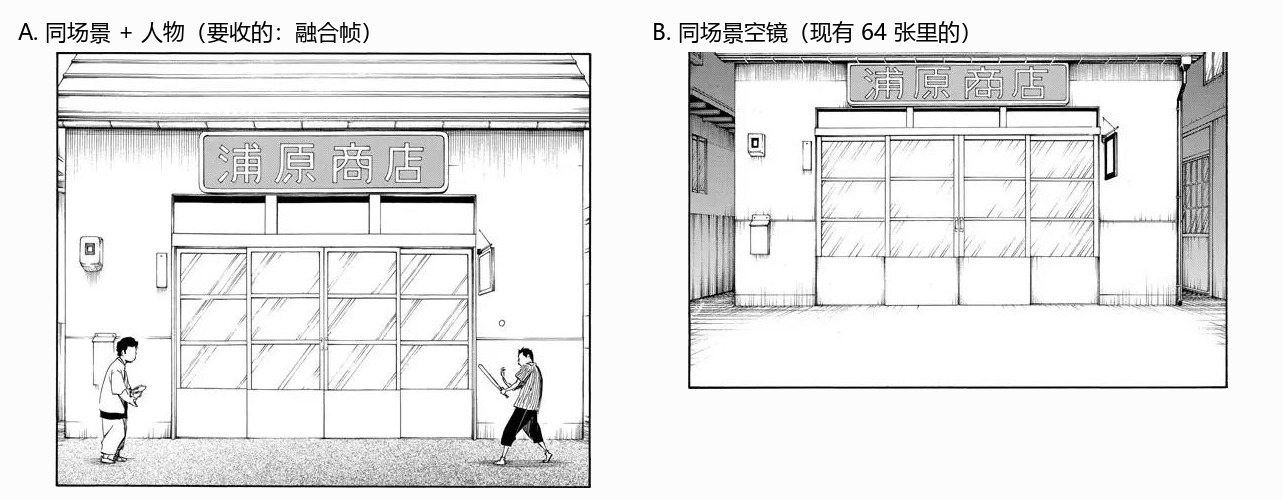 A. 同场景 + 人物（要收的：融合帧）
B. 同场景空镜（现有 64 张里的）
浦原商店
浦原商店